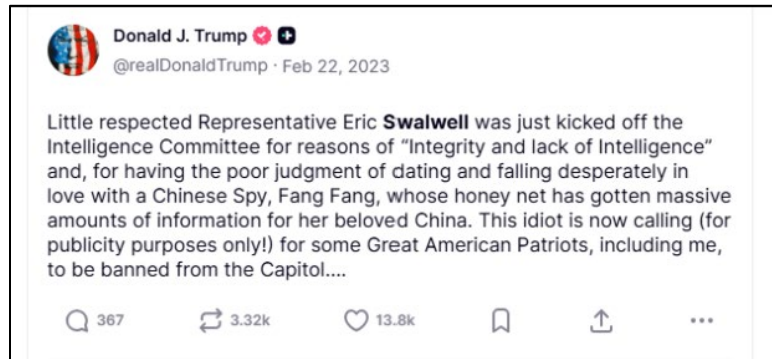 Donald J. Trump
@realDonaldTrump · Feb 22, 2023
Little respected Representative Eric Swalwell was just kicked off the
Intelligence Committee for reasons of “Integrity and lack of Intelligence”
and, for having the poor judgment of dating and falling desperately in
love with a Chinese Spy, Fang Fang, whose honey net has gotten massive
amounts of information for her beloved China. This idiot is now calling (for
publicity purposes only!) for some Great American Patriots, including me,
to be banned from the Capitol....
367 3.32k 13.8k